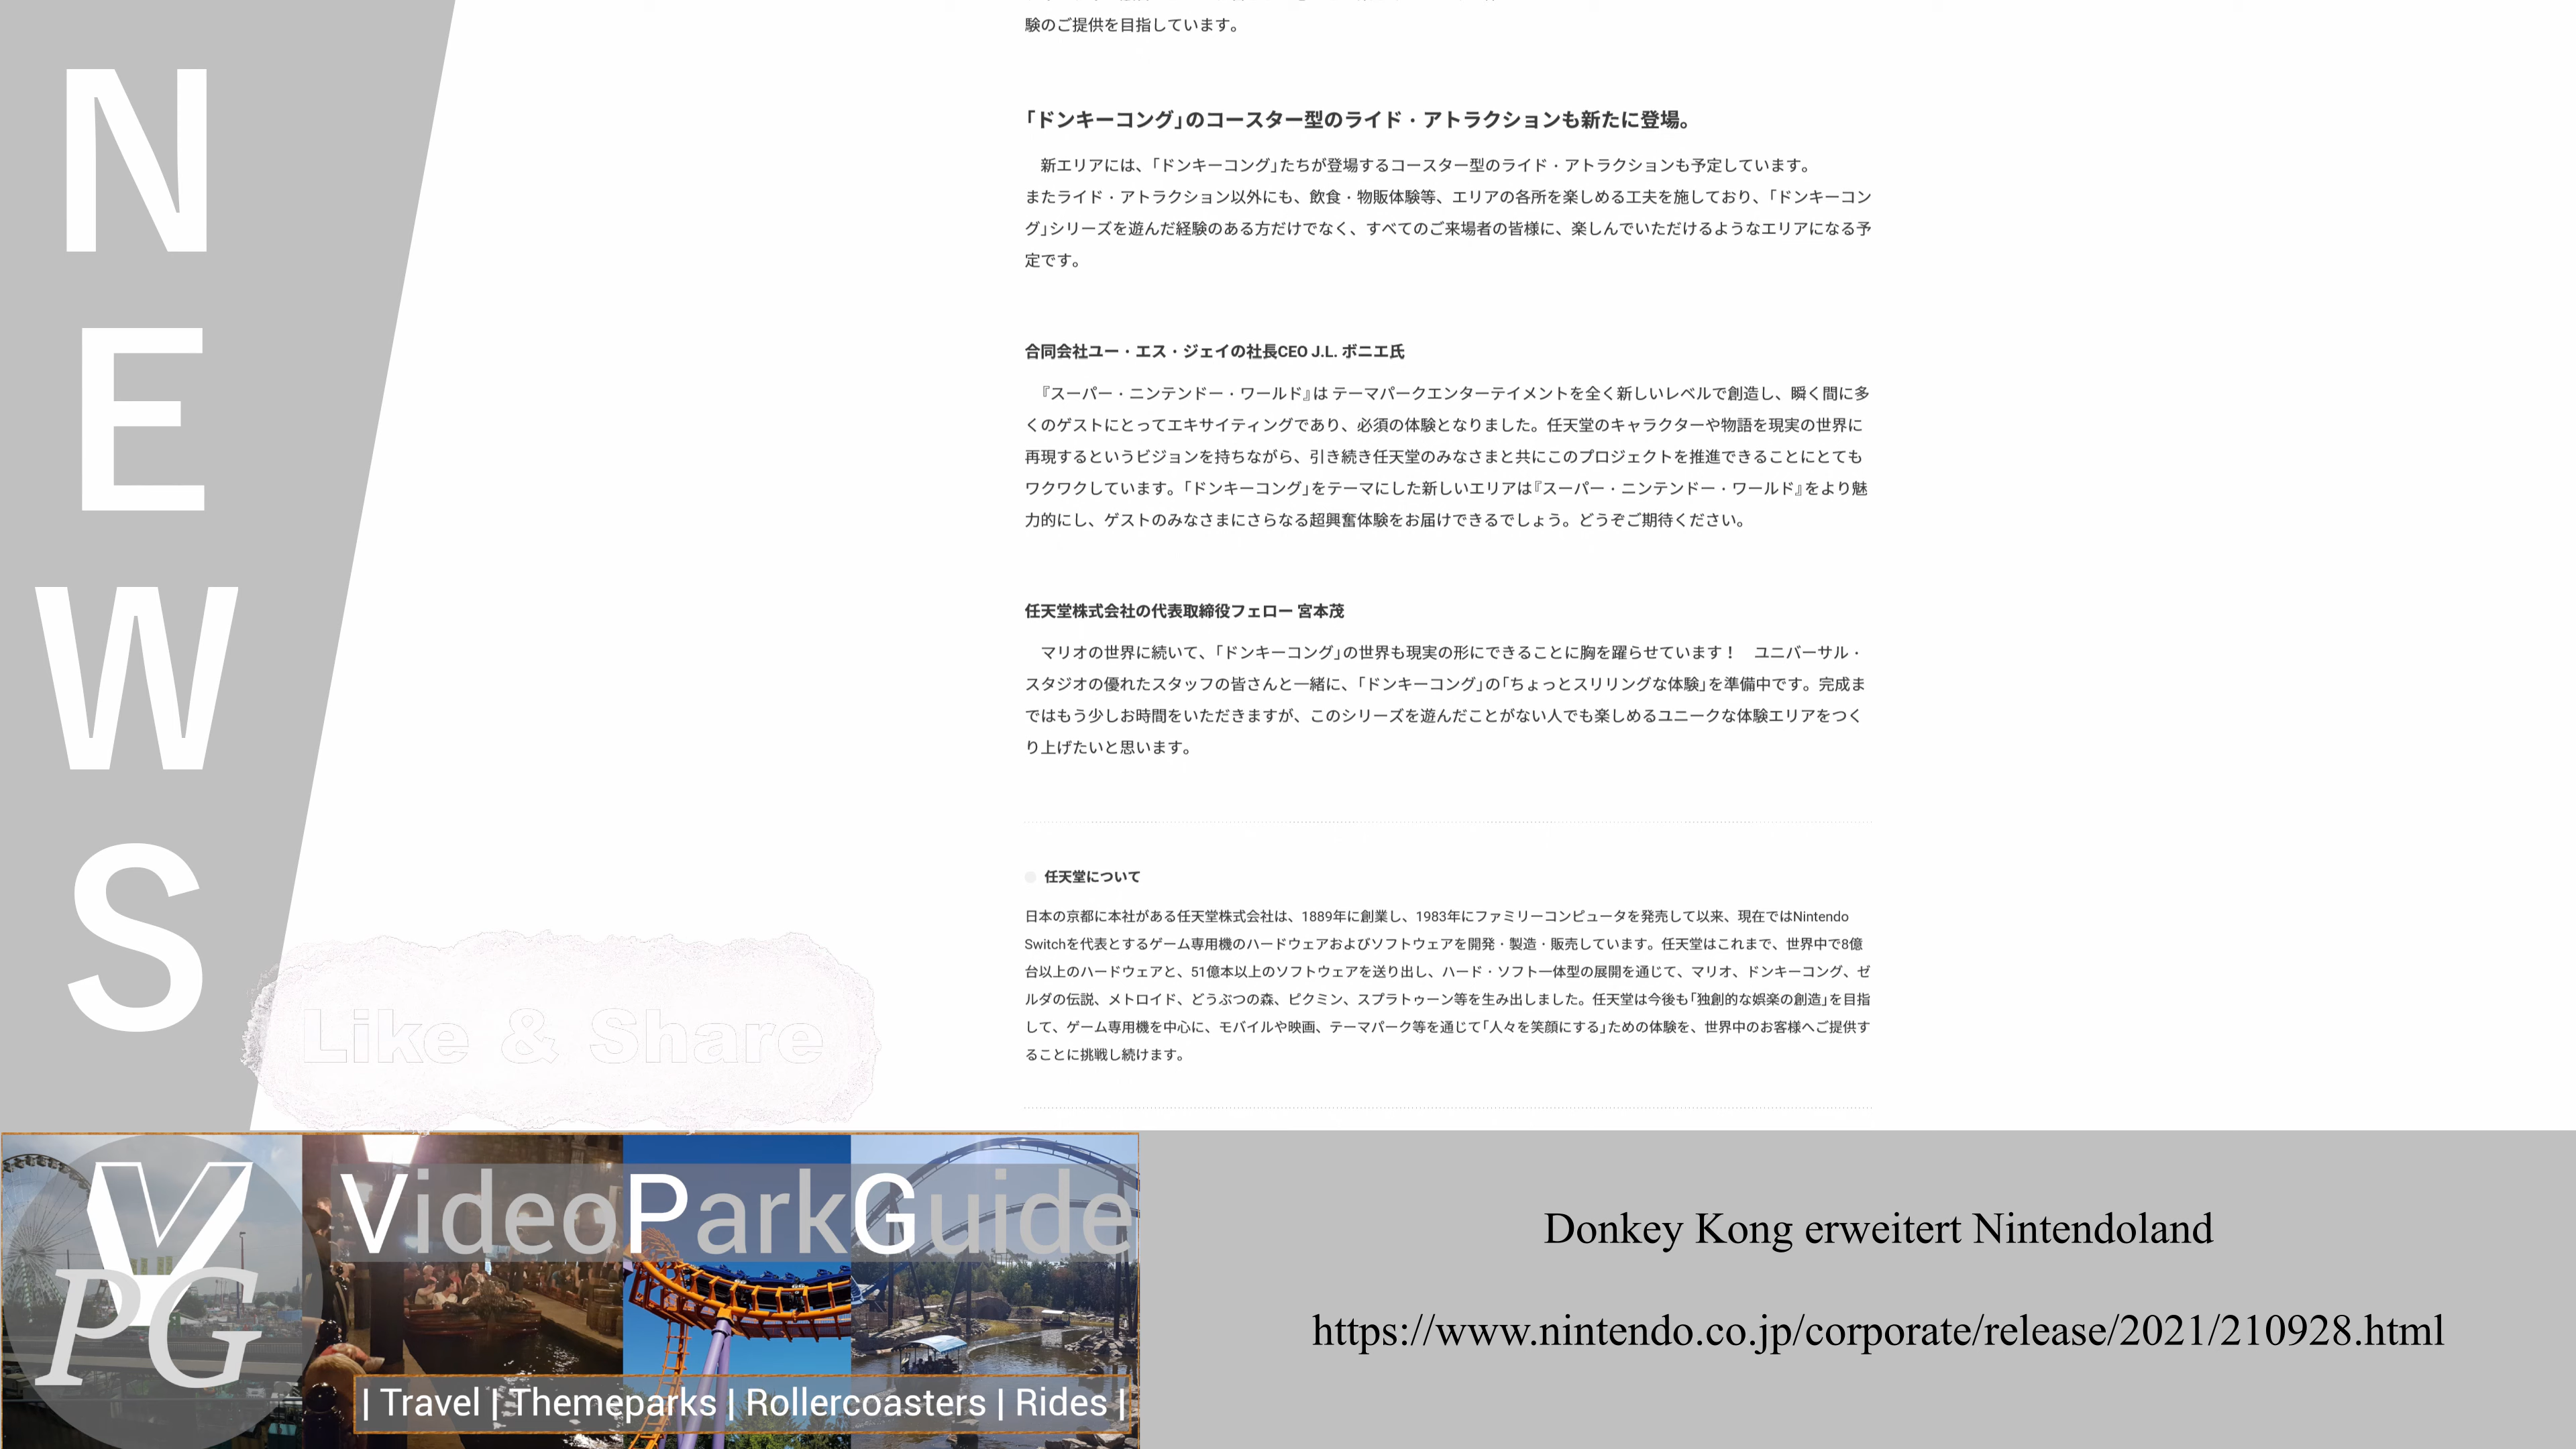 NEWS
験のご提供を目指しています。
「ドンキーコング」のコースター型のライド・アトラクションも新たに登場。
新エリアには、「ドンキーコング」たちが登場するコースター型のライド・アトラクションも予定しています。
またライド・アトラクション以外にも、飲食・物販体験等、エリアの各所を楽しめる工夫を施しており、「ドンキーコン
グ」シリーズを遊んだ経験のある方だけでなく、すべてのご来場者の皆様に、楽しんでいただけるようなエリアになる予
定です。
合同会社ユー・エス・ジェイの社長CEO J.L. ボニエ氏
『スーパー・ニンテンドー・ワールド』は テーマパークエンターテイメントを全く新しいレベルで創造し、瞬く間に多
くのゲストにとってエキサイティングであり、必須の体験となりました。任天堂のキャラクターや物語を現実の世界に
再現するというビジョンを持ちながら、引き続き任天堂のみなさまと共にこのプロジェクトを推進できることにとても
ワクワクしています。「ドンキーコング」をテーマにした新しいエリアは『スーパー・ニンテンドー・ワールド』をより魅
力的にし、ゲストのみなさまにさらなる超興奮体験をお届けできるでしょう。どうぞご期待ください。
任天堂株式会社の代表取締役フェロー 宮本茂
マリオの世界に続いて、「ドンキーコング」の世界も現実の形にできることに胸を躍らせています！　ユニバーサル・
スタジオの優れたスタッフの皆さんと一緒に、「ドンキーコング」の「ちょっとスリリングな体験」を準備中です。完成ま
ではもう少しお時間をいただきますが、このシリーズを遊んだことがない人でも楽しめるユニークな体験エリアをつく
り上げたいと思います。
任天堂について
日本の京都に本社がある任天堂株式会社は、1889年に創業し、1983年にファミリーコンピュータを発売して以来、現在ではNintendo
Switchを代表とするゲーム専用機のハードウェアおよびソフトウェアを開発・製造・販売しています。任天堂はこれまで、世界中で8億
台以上のハードウェアと、51億本以上のソフトウェアを送り出し、ハード・ソフト一体型の展開を通じて、マリオ、ドンキーコング、ゼ
ルダの伝説、メトロイド、どうぶつの森、ピクミン、スプラトゥーン等を生み出しました。任天堂は今後も「独創的な娯楽の創造」を目指
して、ゲーム専用機を中心に、モバイルや映画、テーマパーク等を通じて「人々を笑顔にする」ための体験を、世界中のお客様へご提供す
ることに挑戦し続けます。
Like & Share
VPG
VideoParkGuide
| Travel | Themeparks | Rollercoasters | Rides |
Donkey Kong erweitert Nintendoland
https://www.nintendo.co.jp/corporate/release/2021/210928.html